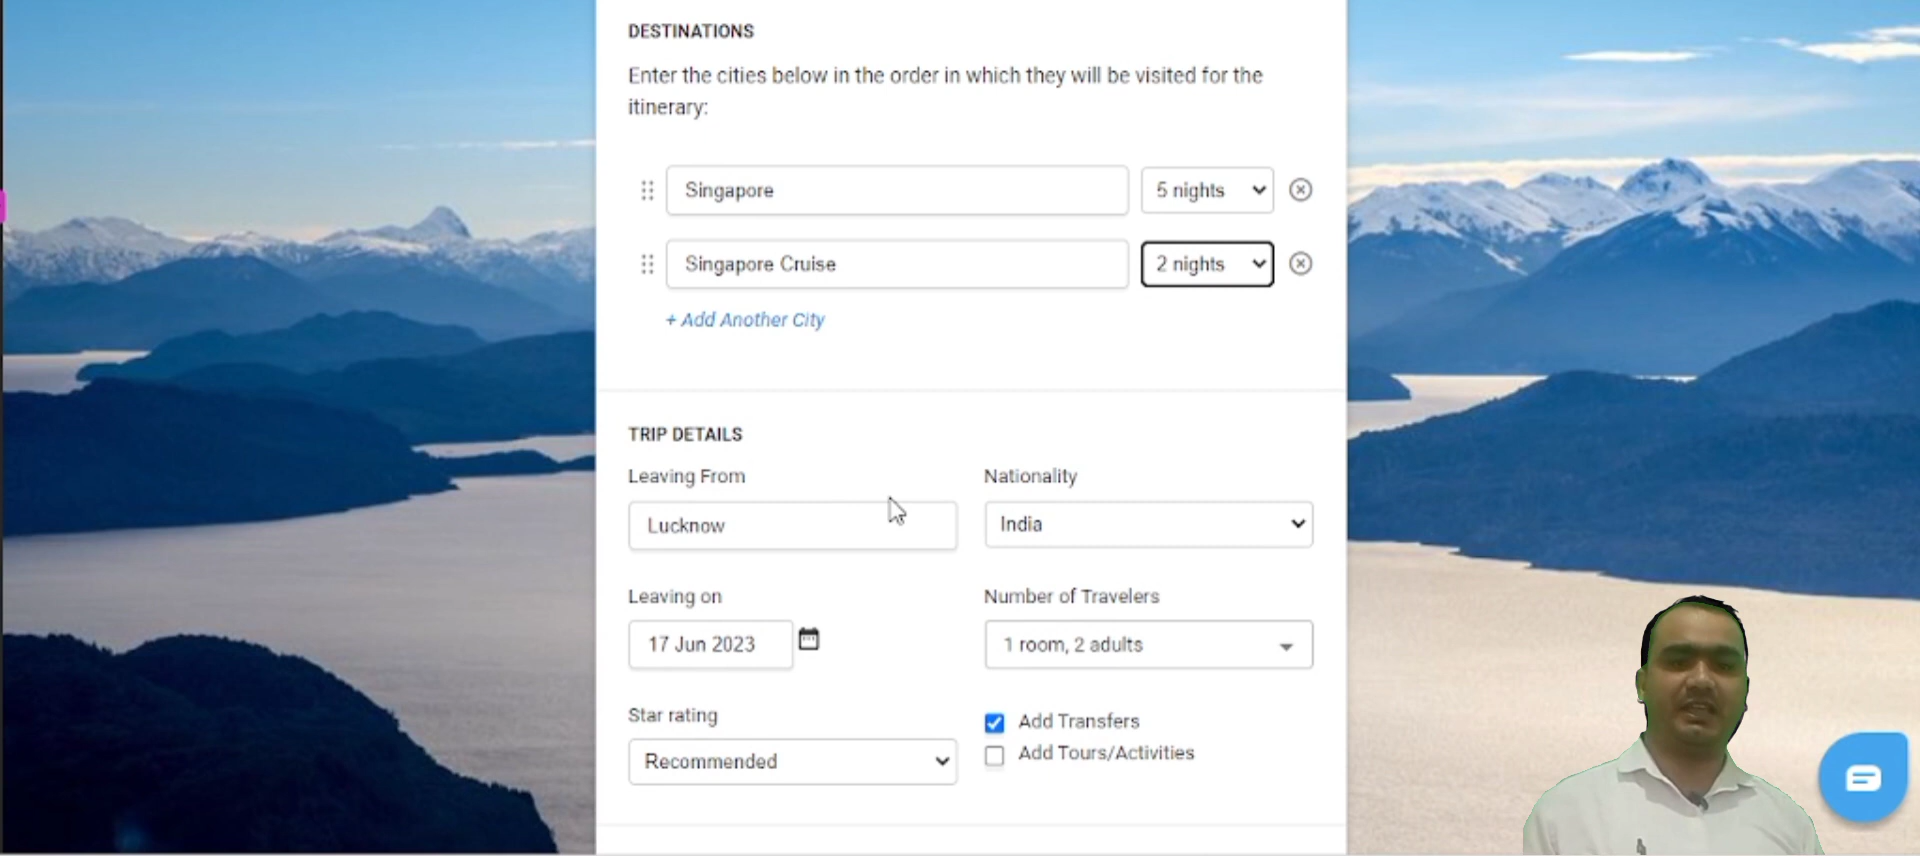 DESTINATIONS
Enter the cities below in the order in which they will be visited for the
itinerary:
Singapore 5 nights
Singapore Cruise 2 nights
+ Add Another City
TRIP DETAILS
Leaving From Nationality
Lucknow India
Leaving on Number of Travelers
17 Jun 2023 1 room, 2 adults
Star rating Add Transfers
Add Tours/Activities
Recommended